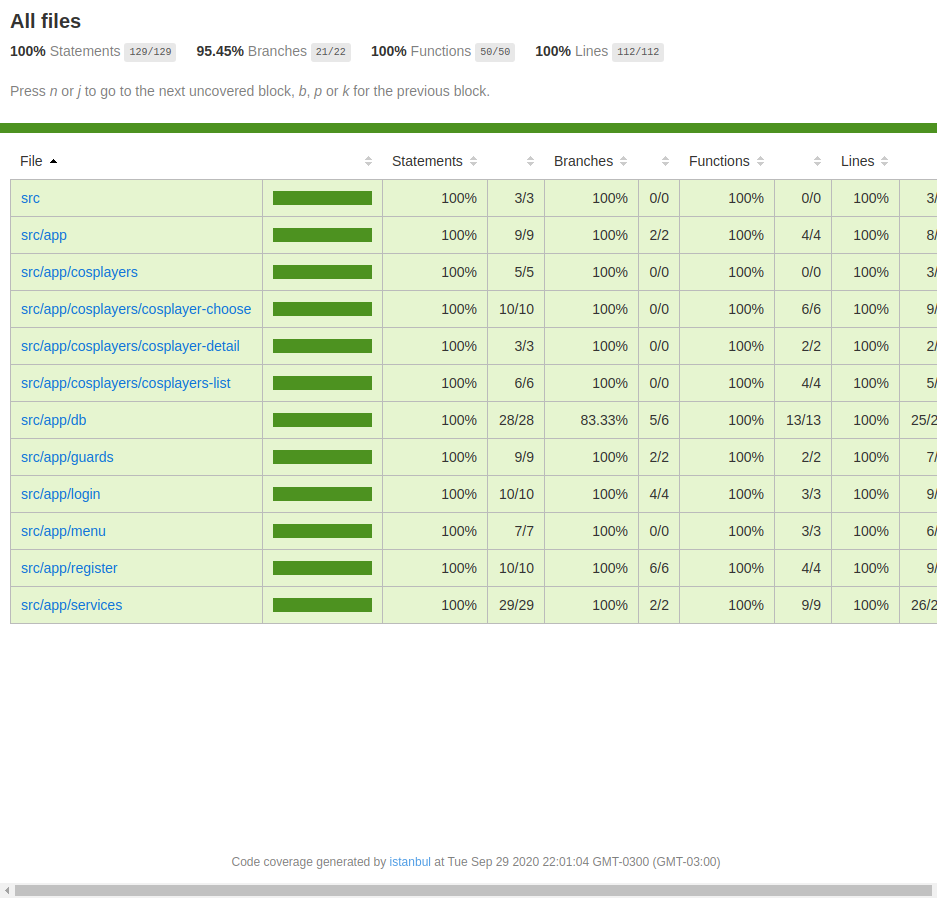 All files
100% Statements 129/129 95.45% Branches 21/22 100% Functions 50/50 100% Lines 112/112
Press n or j to go to the next uncovered block, b, p or k for the previous block.
File Statements Branches Functions Lines
src 100% 3/3 100% 0/0 100% 0/0 100% 3/
src/app 100% 9/9 100% 2/2 100% 4/4 100% 8/
src/app/cosplayers 100% 5/5 100% 0/0 100% 0/0 100% 3/
src/app/cosplayers/cosplayer-choose 100% 10/10 100% 0/0 100% 6/6 100% 9/
src/app/cosplayers/cosplayer-detail 100% 3/3 100% 0/0 100% 2/2 100% 2/
src/app/cosplayers/cosplayers-list 100% 6/6 100% 0/0 100% 4/4 100% 5/
src/app/db 100% 28/28 83.33% 5/6 100% 13/13 100% 25/2
src/app/guards 100% 9/9 100% 2/2 100% 2/2 100% 7/
src/app/login 100% 10/10 100% 4/4 100% 3/3 100% 9/
src/app/menu 100% 7/7 100% 0/0 100% 3/3 100% 6/
src/app/register 100% 10/10 100% 6/6 100% 4/4 100% 9/
src/app/services 100% 29/29 100% 2/2 100% 9/9 100% 26/2
Code coverage generated by istanbul at Tue Sep 29 2020 22:01:04 GMT-0300 (GMT-03:00)